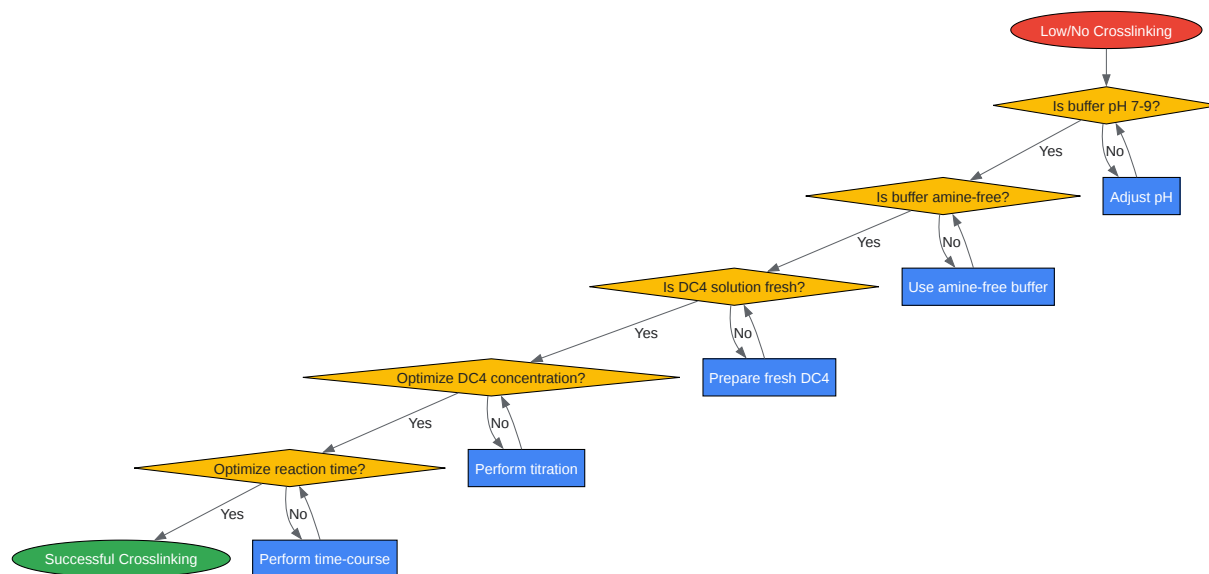 Low/No Crosslinking
Is buffer pH 7-9?
Yes
No
Adjust pH
Is buffer amine-free?
Yes
No
Use amine-free buffer
Is DC4 solution fresh?
Yes
No
Prepare fresh DC4
Optimize DC4 concentration?
Yes
No
Perform titration
Optimize reaction time?
Yes
No
Successful Crosslinking
Perform time-course